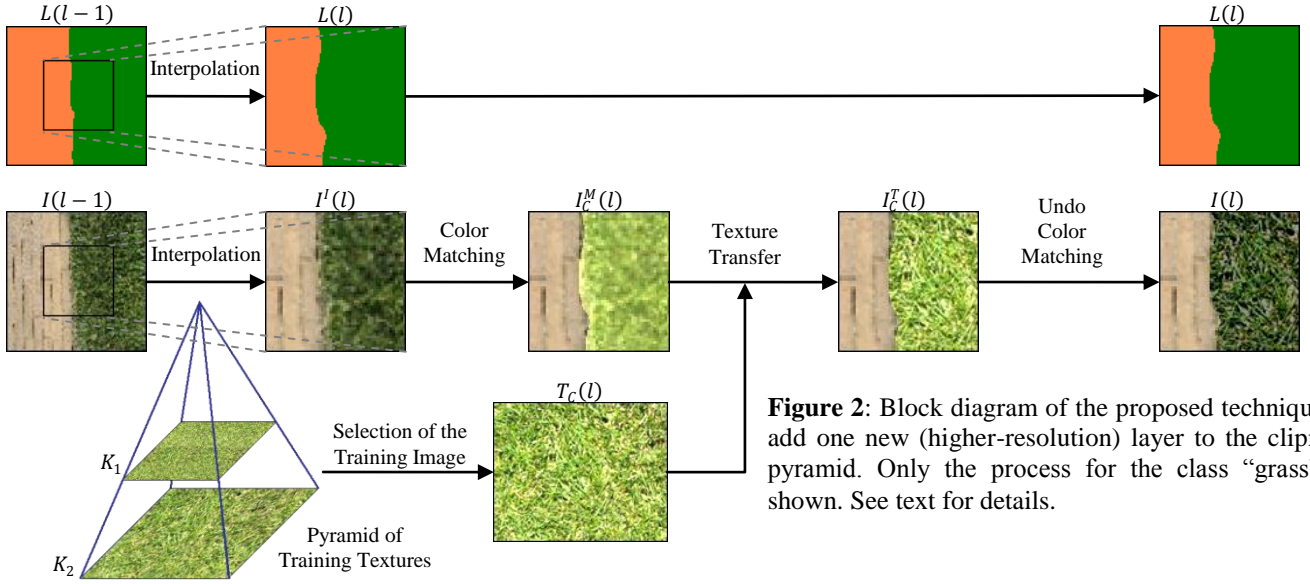 L(l − 1)
L(l)
L(l)
Interpolation
I(l − 1)
I^I(l)
I_C^M(l)
I_C^T(l)
I(l)
Interpolation
Color
Matching
Texture
Transfer
Undo
Color
Matching
T_C(l)
Selection of the
Training Image
K_1
K_2
Pyramid of
Training Textures
Figure 2: Block diagram of the proposed technique
add one new (higher-resolution) layer to the clip
pyramid. Only the process for the class “grass
shown. See text for details.